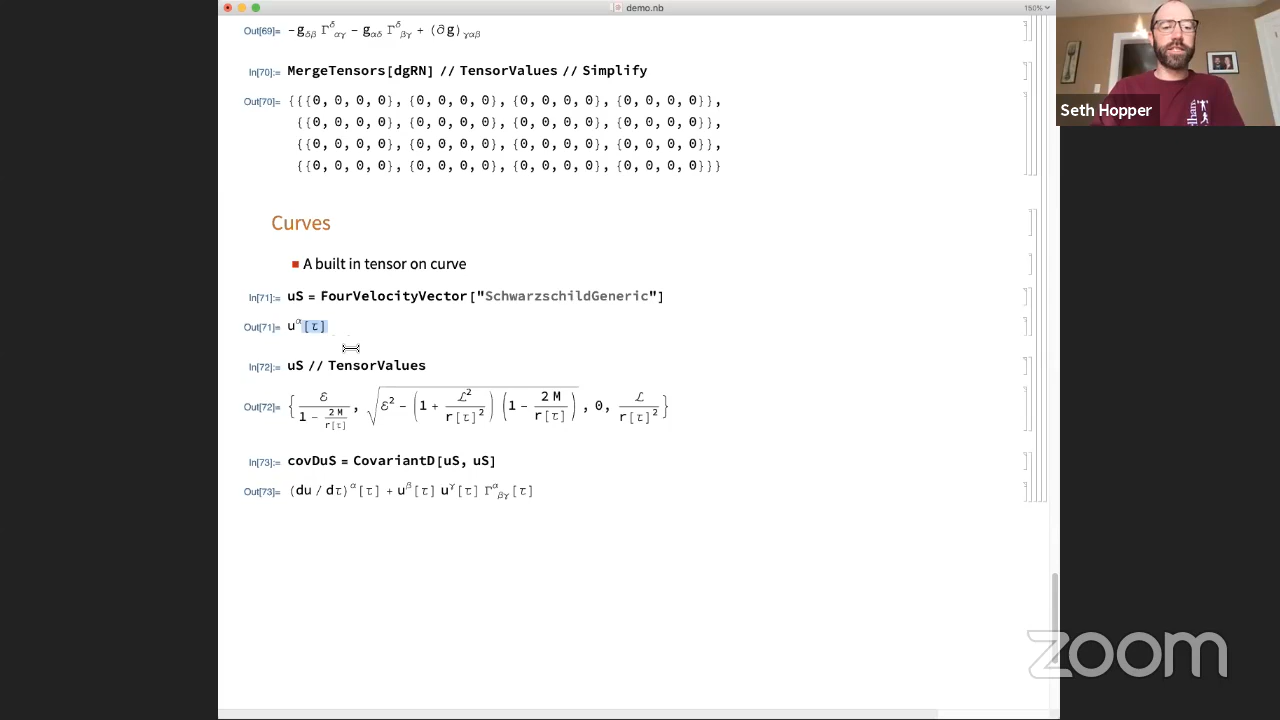 demo.nb
150%
Out[69]= -g_δβ Γ^δ_αγ - g_αδ Γ^δ_βγ + (∂g)_γαβ
In[70]:= MergeTensors[dgRN] // TensorValues // Simplify
Out[70]= {{{0, 0, 0, 0}, {0, 0, 0, 0}, {0, 0, 0, 0}, {0, 0, 0, 0}},
{{0, 0, 0, 0}, {0, 0, 0, 0}, {0, 0, 0, 0}, {0, 0, 0, 0}},
{{0, 0, 0, 0}, {0, 0, 0, 0}, {0, 0, 0, 0}, {0, 0, 0, 0}},
{{0, 0, 0, 0}, {0, 0, 0, 0}, {0, 0, 0, 0}, {0, 0, 0, 0}}}
Curves
A built in tensor on curve
In[71]:= uS = FourVelocityVector["SchwarzschildGeneric"]
Out[71]= u^α[τ]
In[72]:= uS // TensorValues
Out[72]= {ℰ/(1 - 2 M/r[τ]), √(ℰ² - (1 + ℒ²/r[τ]²) (1 - 2 M/r[τ])), 0, ℒ/r[τ]²}
In[73]:= covDuS = CovariantD[uS, uS]
Out[73]= (du/dτ)^α[τ] + u^β[τ] u^γ[τ] Γ^α_βγ[τ]
Seth Hopper
zoom